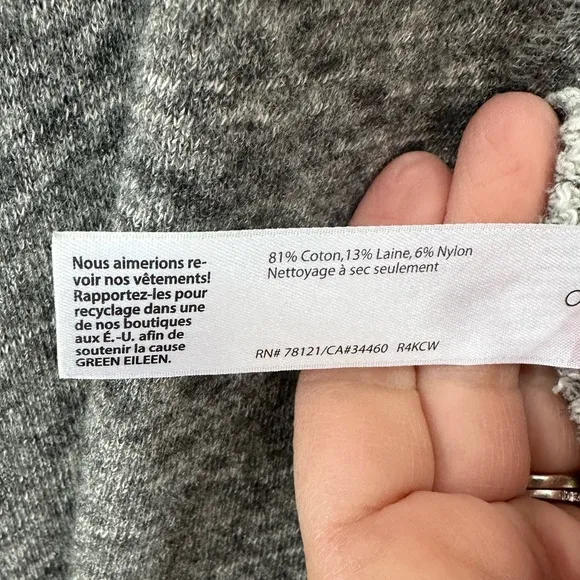 Nous aimerions re-
voir nos vêtements!
Rapportez-les pour
recyclage dans une
de nos boutiques
aux É.-U. afin de
soutenir la cause
GREEN EILEEN.
81% Coton,13% Laine,6% Nylon
Nettoyage à sec seulement
RN# 78121/CA#34460 R4KCW